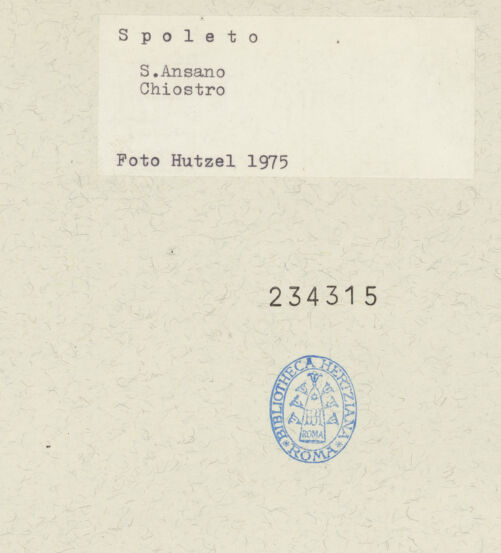 S p o l e t o
S.Ansano
Chiostro
Foto Hutzel 1975
234315
BIBLIOTHECA HERTZIANA
ROMA
*ROMA*